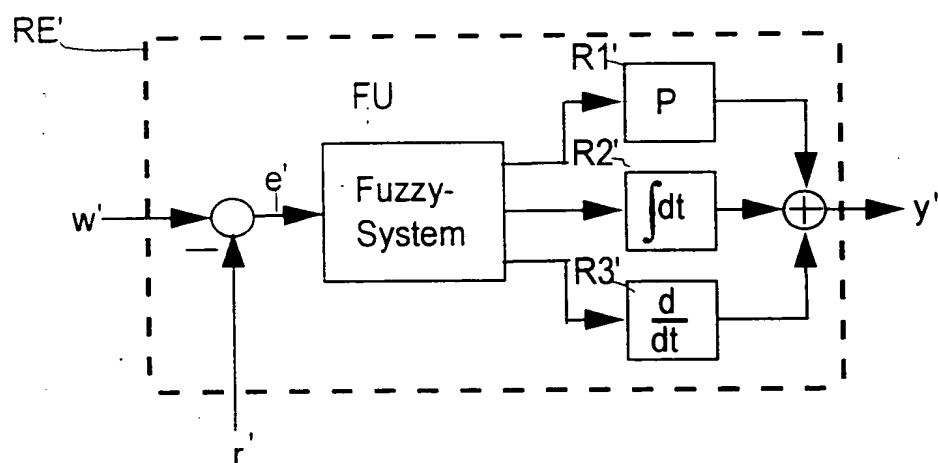 RE'
R1'
P
FU
R2'
e'
Fuzzy-
System
w'
∫dt
+
y'
—
R3'
d
dt
r'